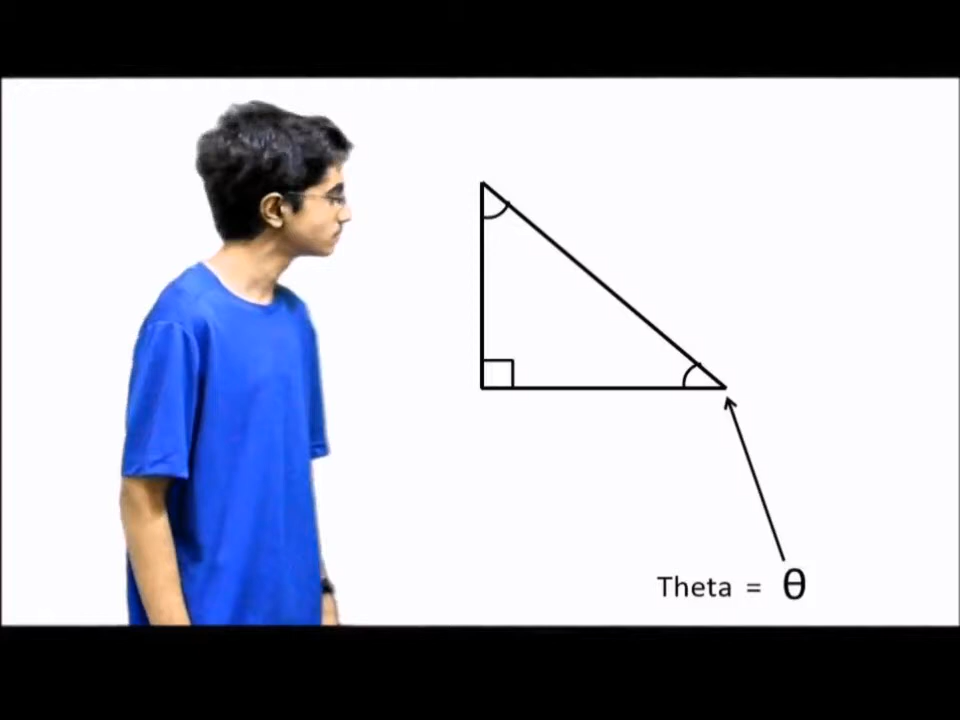 Theta = θ